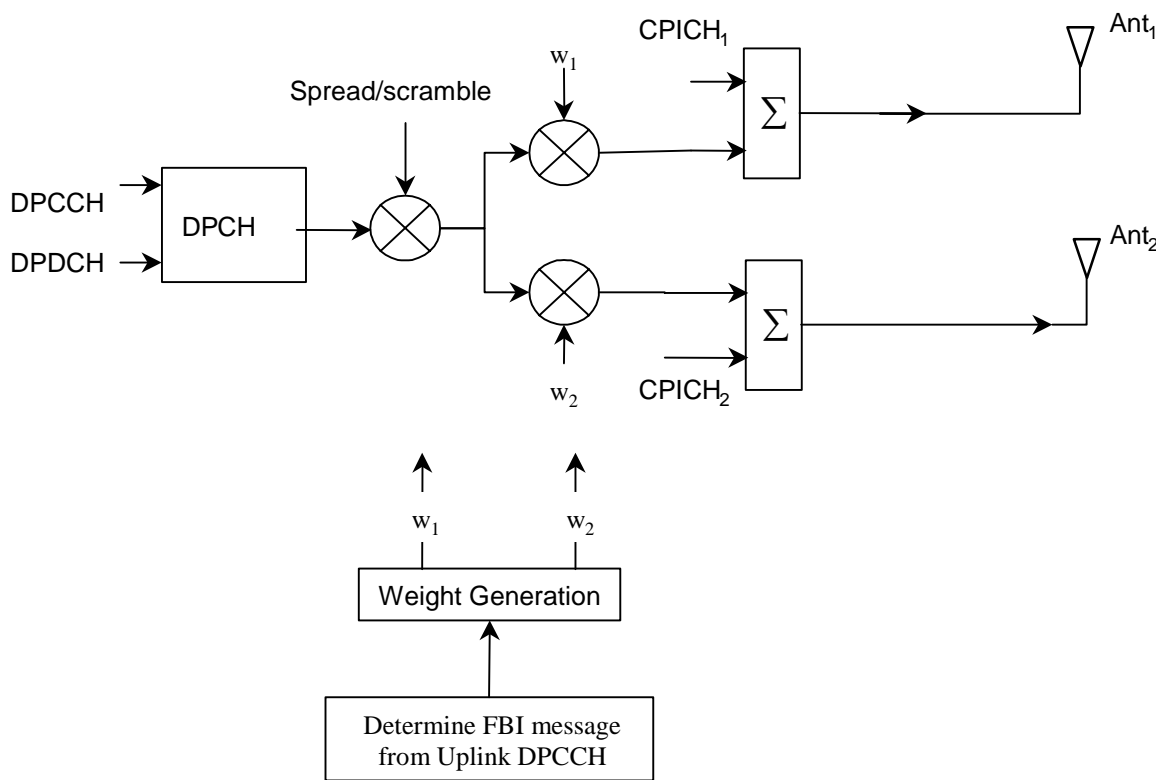 Ant₁
CPICH₁
w₁
Spread/scramble
Σ
DPCCH
DPCH
DPDCH
Ant₂
Σ
w₂
CPICH₂
w₁
w₂
Weight Generation
Determine FBI message
from Uplink DPCCH